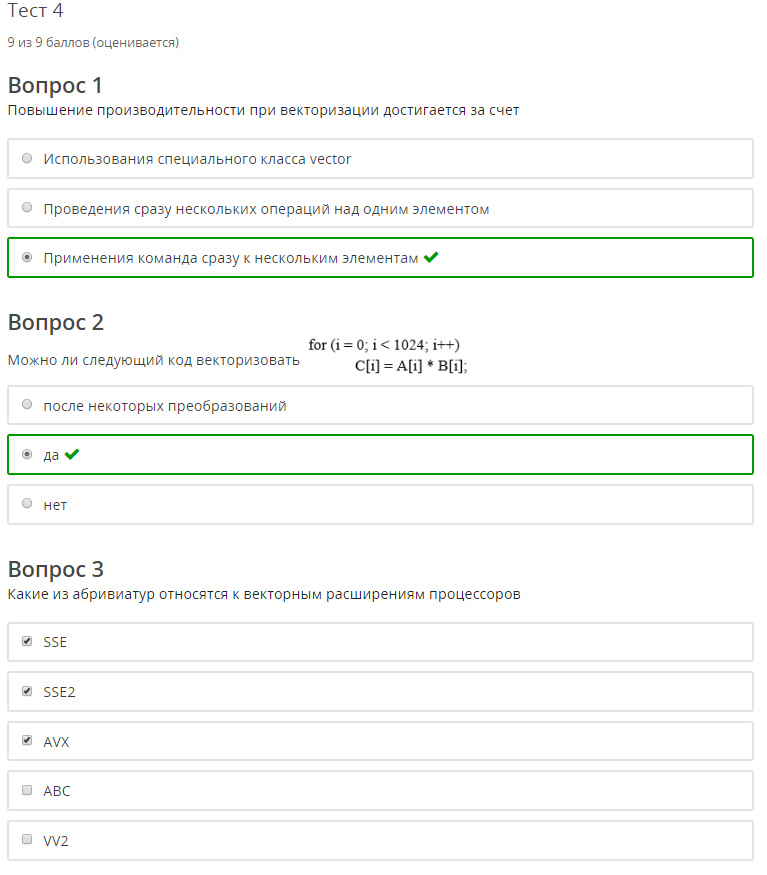 Тест 4
9 из 9 баллов (оценивается)
Вопрос 1
Повышение производительности при векторизации достигается за счет
Использования специального класса vector
Проведения сразу нескольких операций над одним элементом
Применения команда сразу к нескольким элементам
Вопрос 2
Можно ли следующий код векторизовать
for (i = 0; i < 1024; i++)
C[i] = A[i] * B[i];
после некоторых преобразований
да
нет
Вопрос 3
Какие из абривиатур относятся к векторным расширениям процессоров
SSE
SSE2
AVX
ABC
VV2